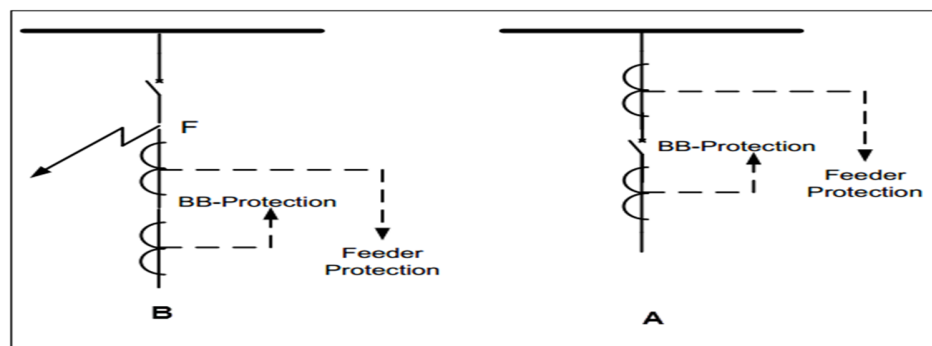 F
BB-Protection
Feeder
Protection
B
BB-Protection
Feeder
Protection
A